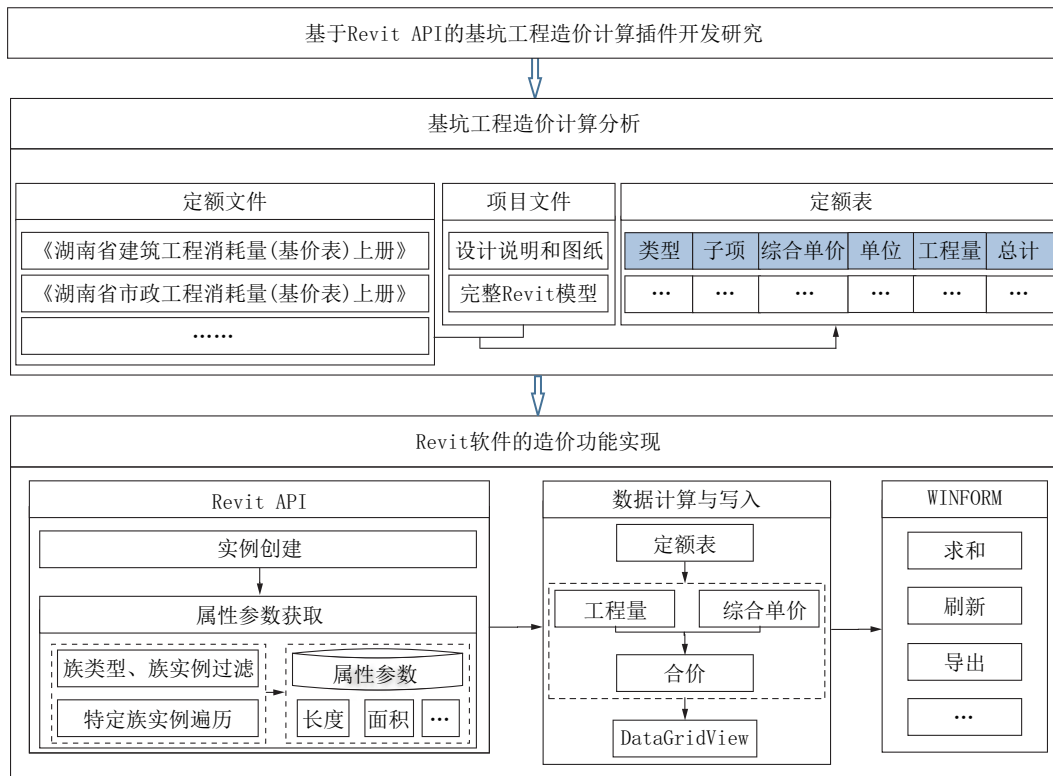 基于Revit API的基坑工程造价计算插件开发研究
基坑工程造价计算分析
定额文件
《湖南省建筑工程消耗量(基价表)上册》
《湖南省市政工程消耗量(基价表)上册》
……
项目文件
设计说明和图纸
完整Revit模型
定额表
类型 子项 综合单价 单位 工程量 总计
… … … … … …
Revit软件的造价功能实现
Revit API
实例创建
属性参数获取
族类型、族实例过滤
特定族实例遍历
属性参数
长度 面积 …
数据计算与写入
定额表
工程量 综合单价
合价
DataGridView
WINFORM
求和
刷新
导出
…